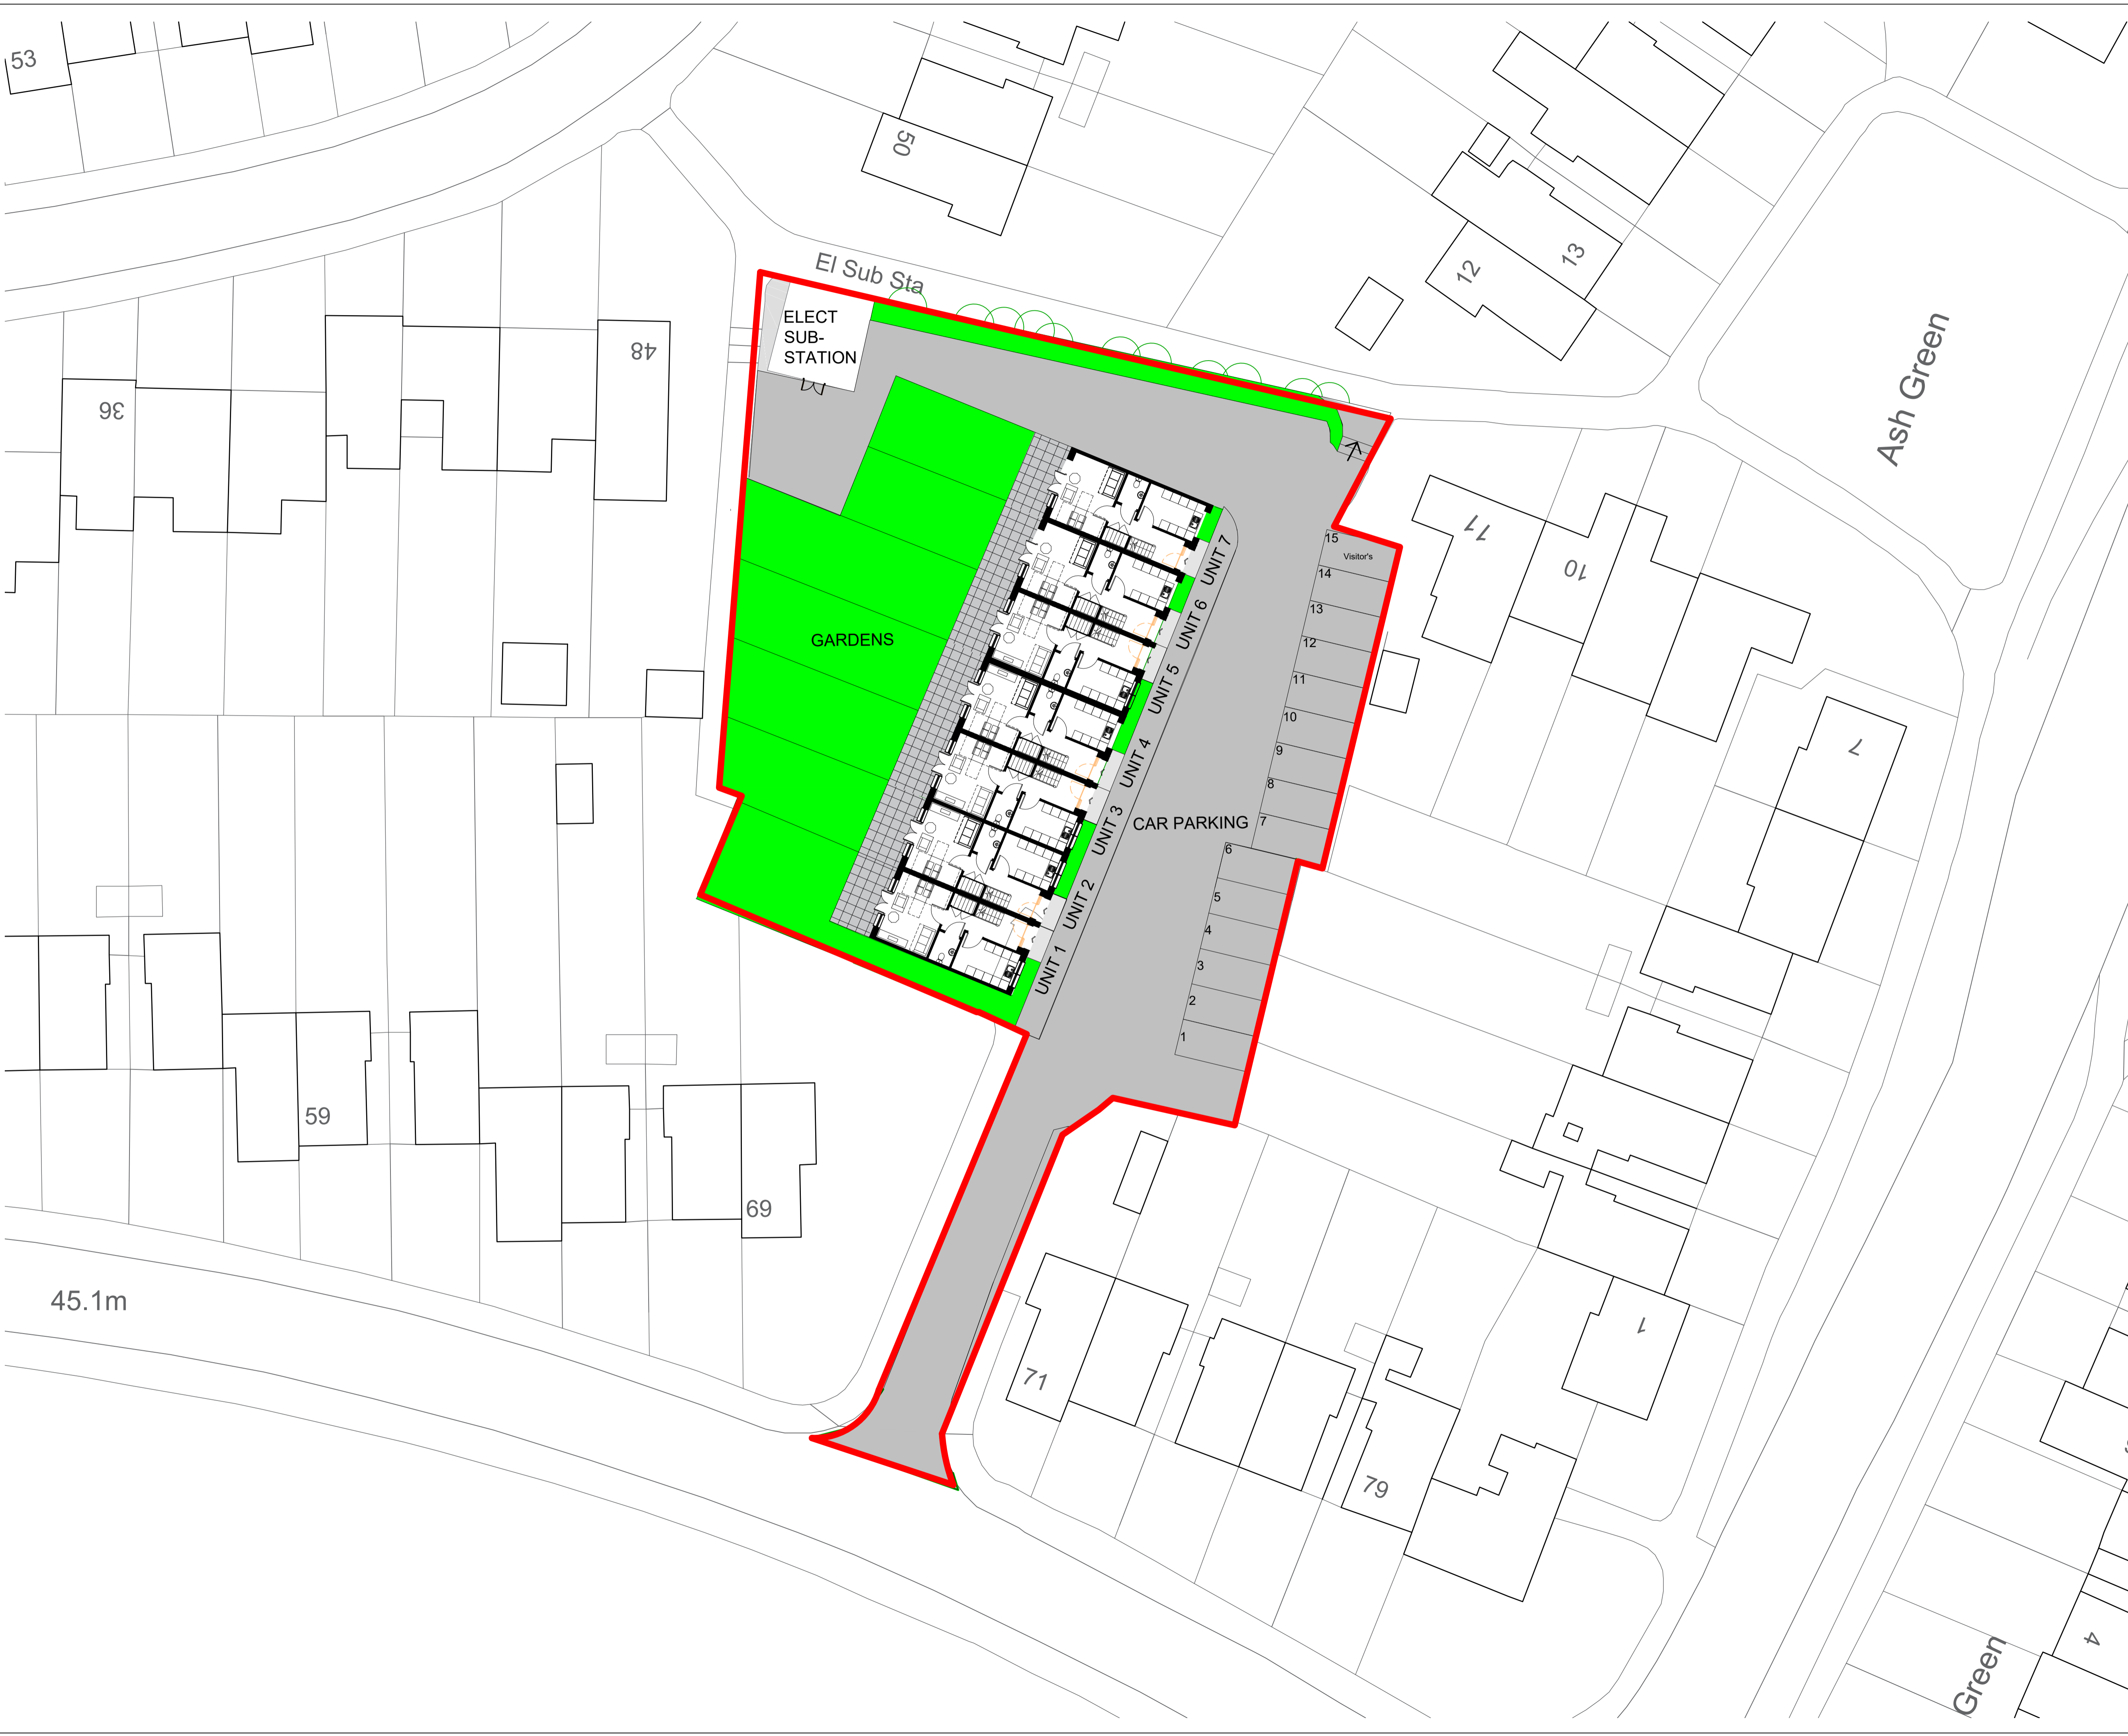 53
50
El Sub Sta
12
13
ELECT
SUB-
STATION
48
36
Ash Green
11
10
15
Visitor's
14
13
12
11
10
9
8
7
6
5
4
3
2
1
UNIT 7
UNIT 6
UNIT 5
UNIT 4
UNIT 3
UNIT 2
UNIT 1
GARDENS
CAR PARKING
7
59
69
45.1m
71
79
1
4
Green